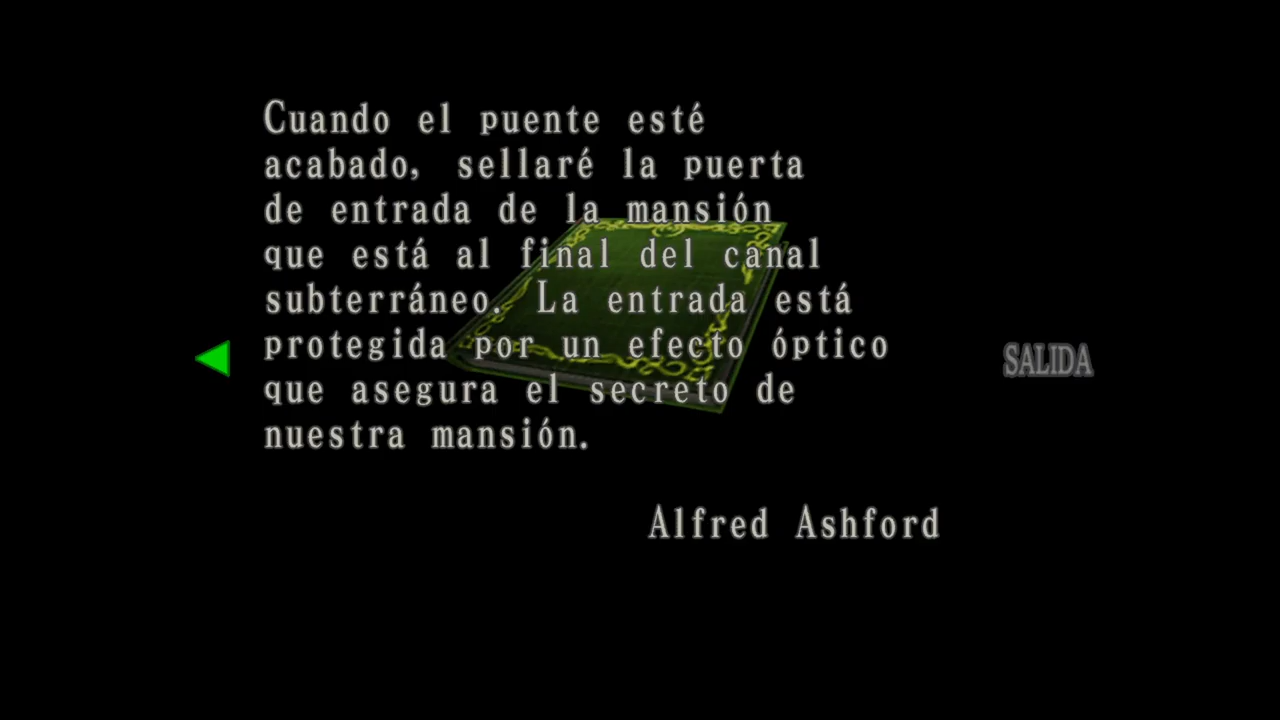 Cuando el puente esté
acabado, sellaré la puerta
de entrada de la mansión
que está al final del canal
subterráneo. La entrada está
protegida por un efecto óptico
que asegura el secreto de
nuestra mansión.
SALIDA
Alfred Ashford